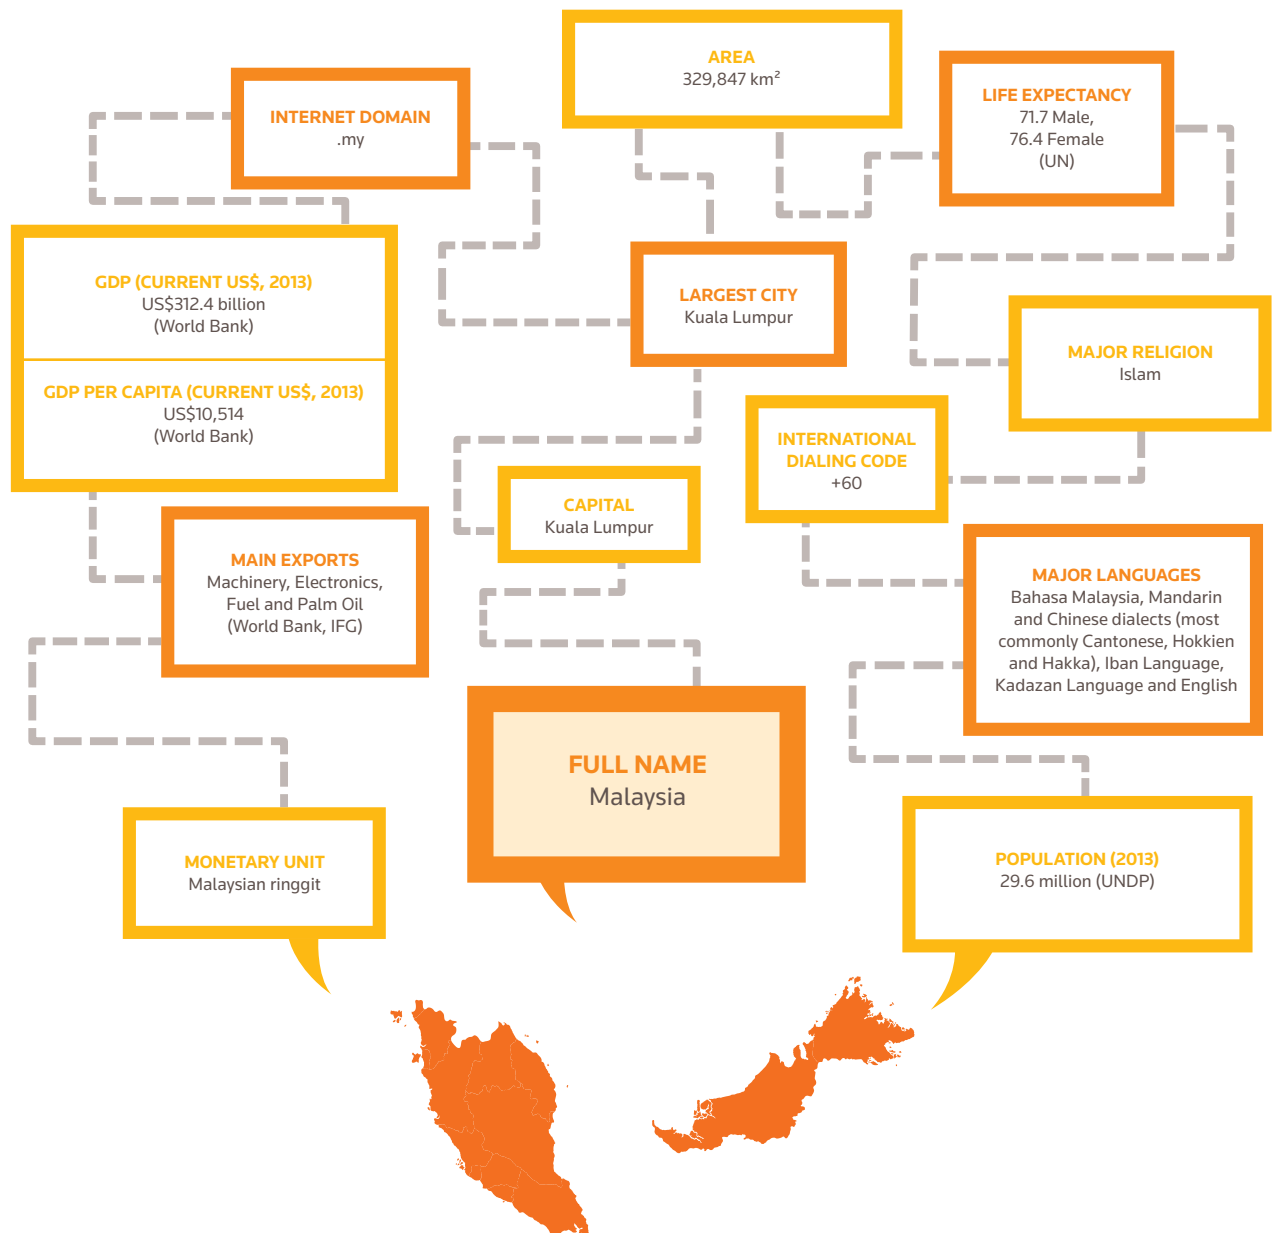 AREA
329,847 km²
INTERNET DOMAIN
.my
LIFE EXPECTANCY
71.7 Male,
76.4 Female
(UN)
GDP (CURRENT US$, 2013)
US$312.4 billion
(World Bank)
GDP PER CAPITA (CURRENT US$, 2013)
US$10,514
(World Bank)
LARGEST CITY
Kuala Lumpur
MAJOR RELIGION
Islam
INTERNATIONAL
DIALING CODE
+60
CAPITAL
Kuala Lumpur
MAIN EXPORTS
Machinery, Electronics,
Fuel and Palm Oil
(World Bank, IFG)
MAJOR LANGUAGES
Bahasa Malaysia, Mandarin
and Chinese dialects (most
commonly Cantonese, Hokkien
and Hakka), Iban Language,
Kadazan Language and English
FULL NAME
Malaysia
MONETARY UNIT
Malaysian ringgit
POPULATION (2013)
29.6 million (UNDP)